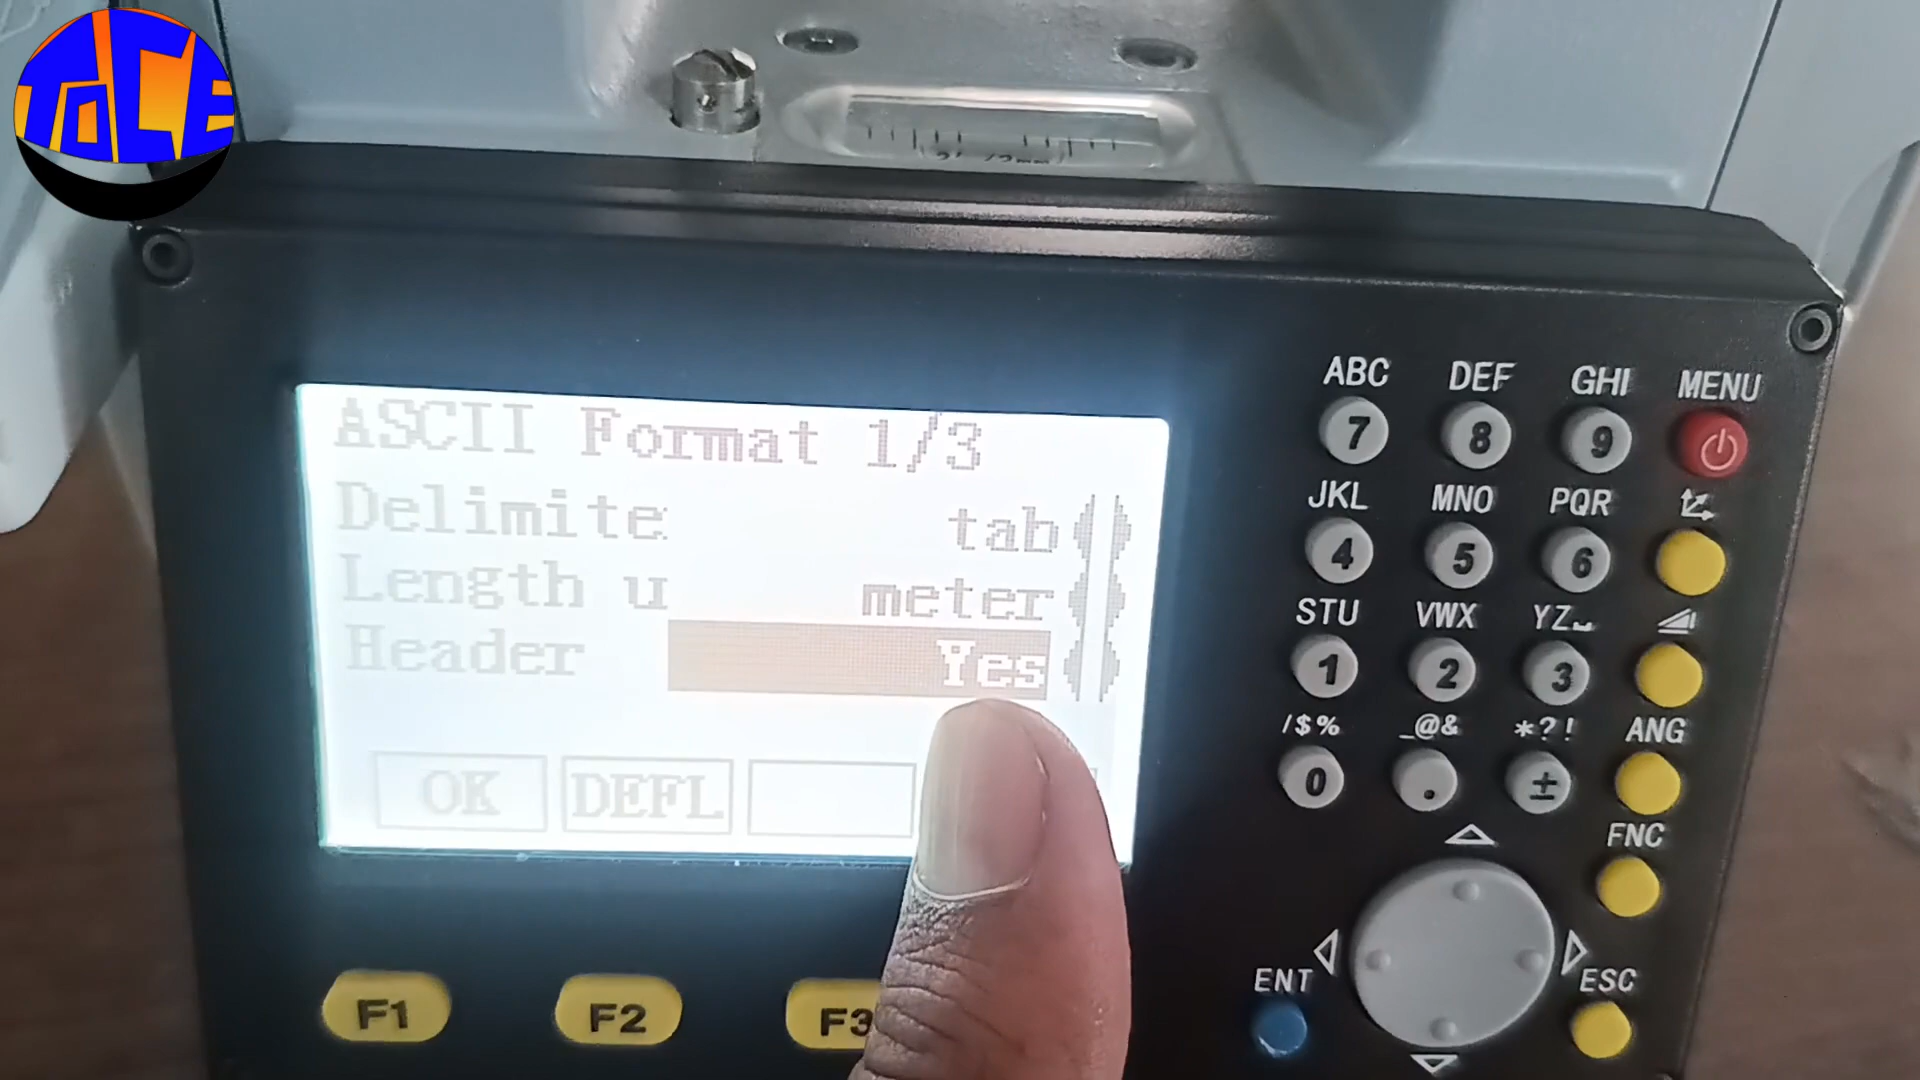 TOCE
ASCII Format 1/3
Delimite
tab
Length u
meter
Header
Yes
OK
DEFL
F1
F2
F3
ABC
DEF
GHI
MENU
7
8
9
JKL
MNO
PQR
4
5
6
STU
VWX
YZ
1
2
3
/$%
_@&
*?!
ANG
0
.
±
FNC
ENT
ESC